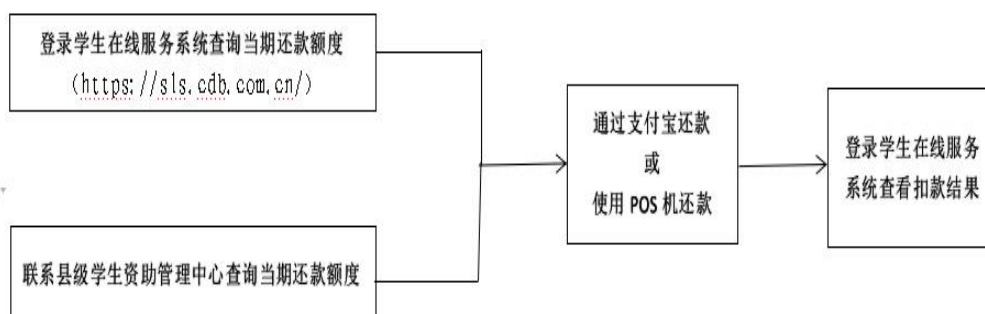 登录学生在线服务系统查询当期还款额度
(https://sls.cdb.com.cn/)
联系县级学生资助管理中心查询当期还款额度
通过支付宝还款
或
使用 POS 机还款
登录学生在线服务
系统查看扣款结果